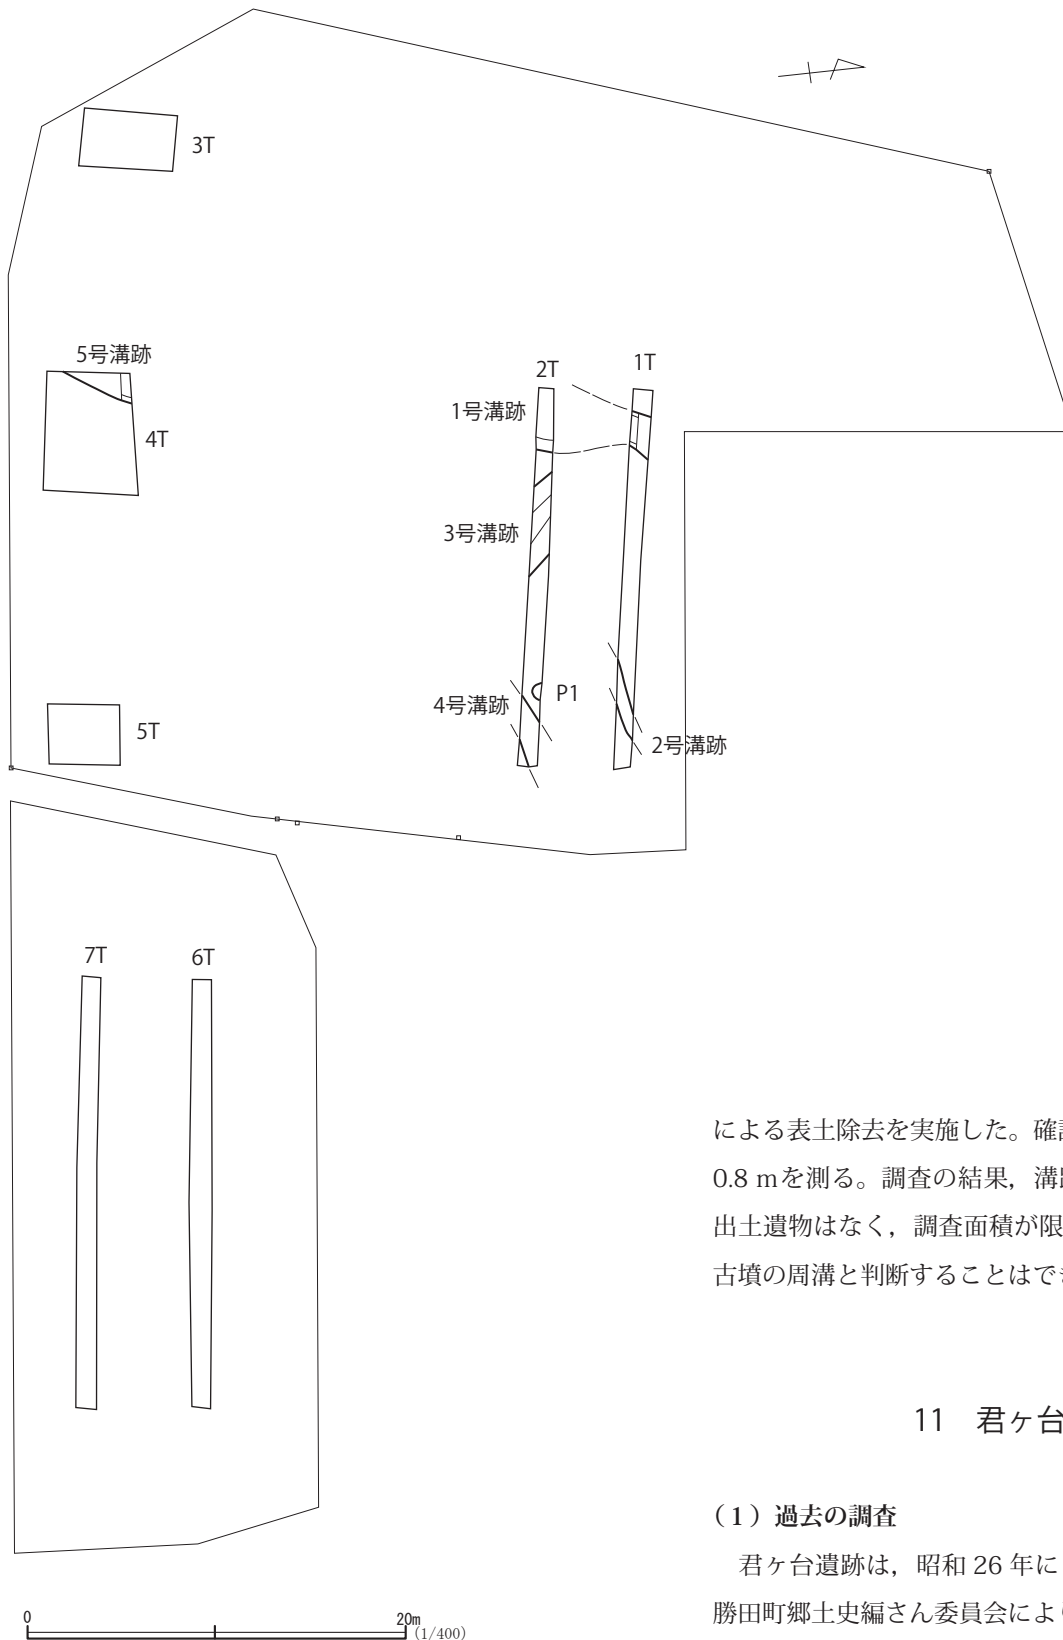 3T
5号溝跡
4T
2T
1T
1号溝跡
3号溝跡
4号溝跡
P1
2号溝跡
5T
7T
6T
0
20m
(1/400)
による表土除去を実施した。確
0.8 mを測る。調査の結果，溝
出土遺物はなく，調査面積が限
古墳の周溝と判断することはで
11　君ヶ台
（1）過去の調査
　君ヶ台遺跡は，昭和 26 年に
勝田町郷土史編さん委員会によ